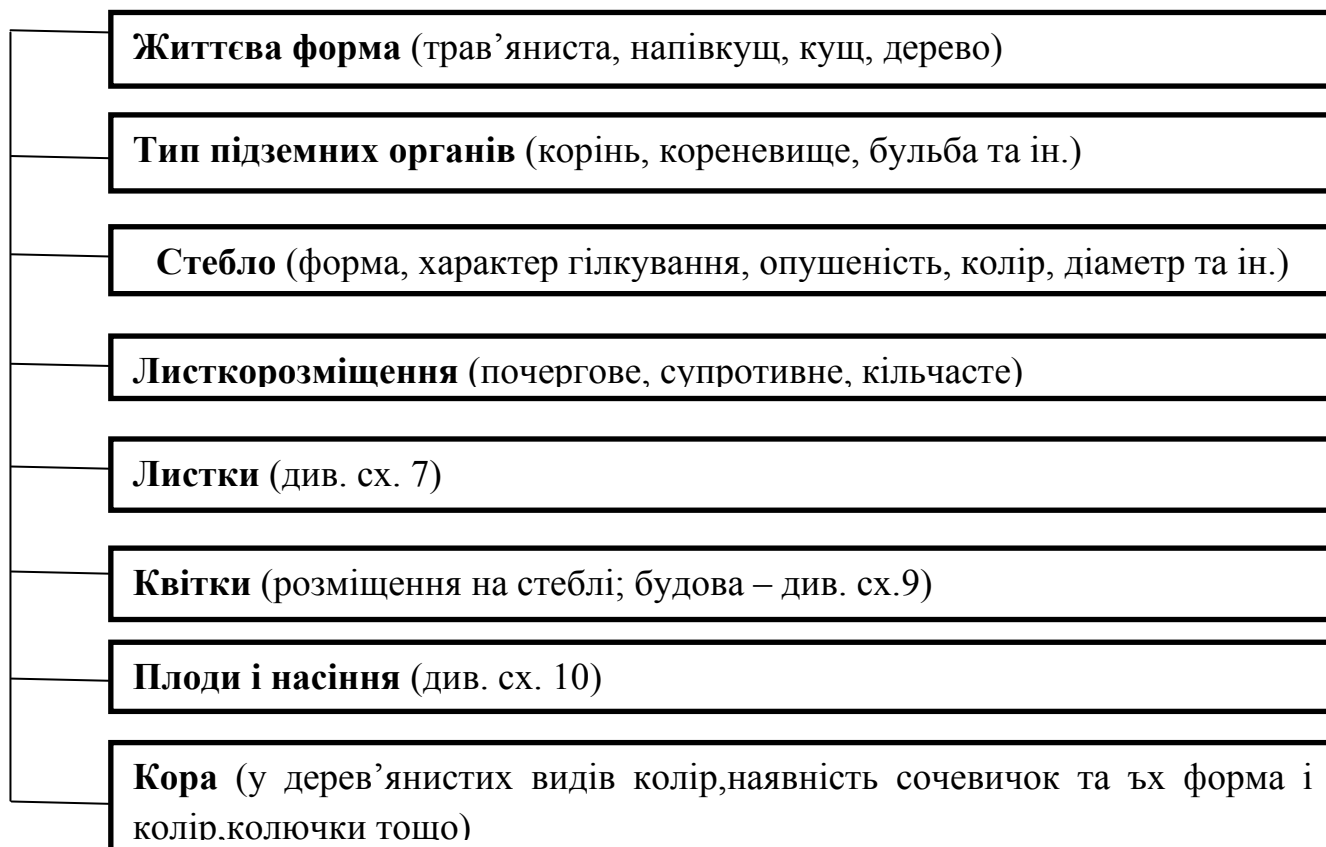 Життєва форма (трав’яниста, напівкущ, кущ, дерево)
Тип підземних органів (корінь, кореневище, бульба та ін.)
Стебло (форма, характер гілкування, опушеність, колір, діаметр та ін.)
Листкорозміщення (почергове, супротивне, кільчасте)
Листки (див. сх. 7)
Квітки (розміщення на стеблі; будова – див. сх.9)
Плоди і насіння (див. сх. 10)
Кора (у дерев’янистих видів колір,наявність сочевичок та ъх форма і
колір,колючки тощо)